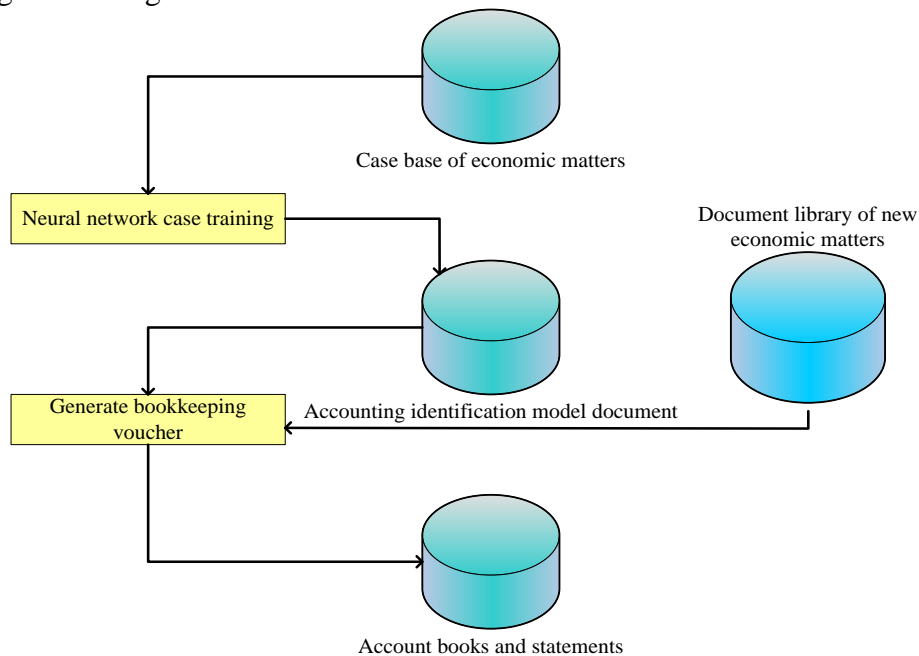 Case base of economic matters
Neural network case training
Document library of new
economic matters
Generate bookkeeping
voucher
Accounting identification model document
Account books and statements